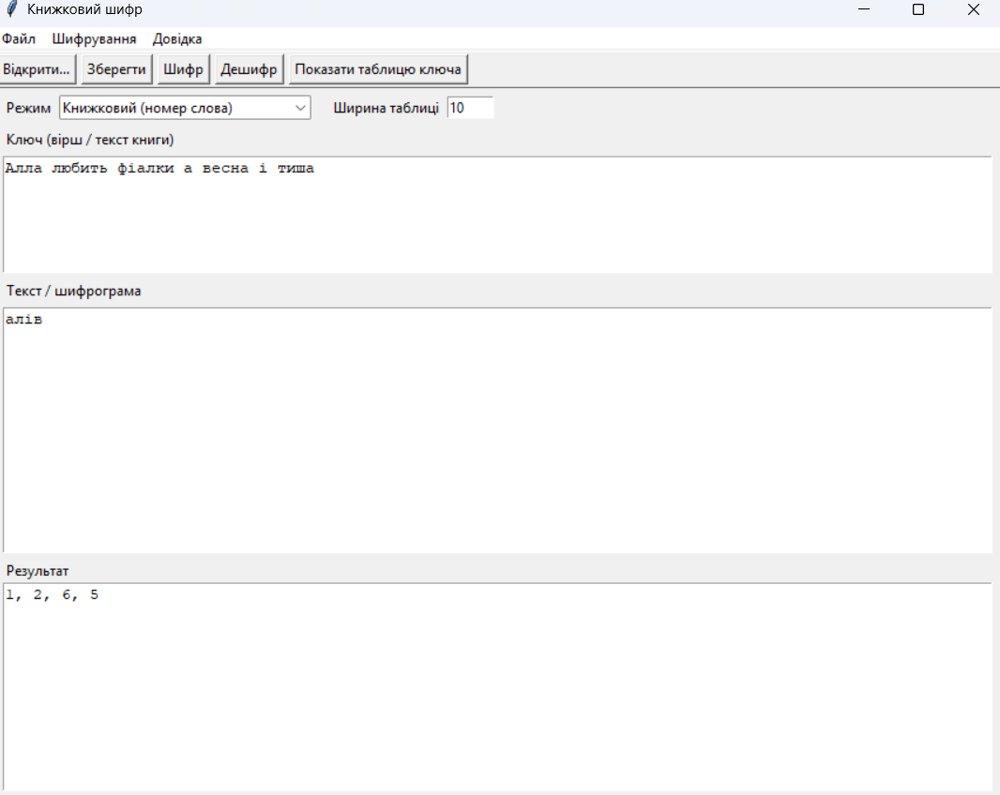 Книжковий шифр
Файл Шифрування Довідка
Відкрити... Зберегти Шифр Дешифр Показати таблицю ключа
Режим Книжковий (номер слова) Ширина таблиці 10
Ключ (вірш / текст книги)
Алла любить фіалки а весна і тиша
Текст / шифрограма
алів
Результат
1, 2, 6, 5